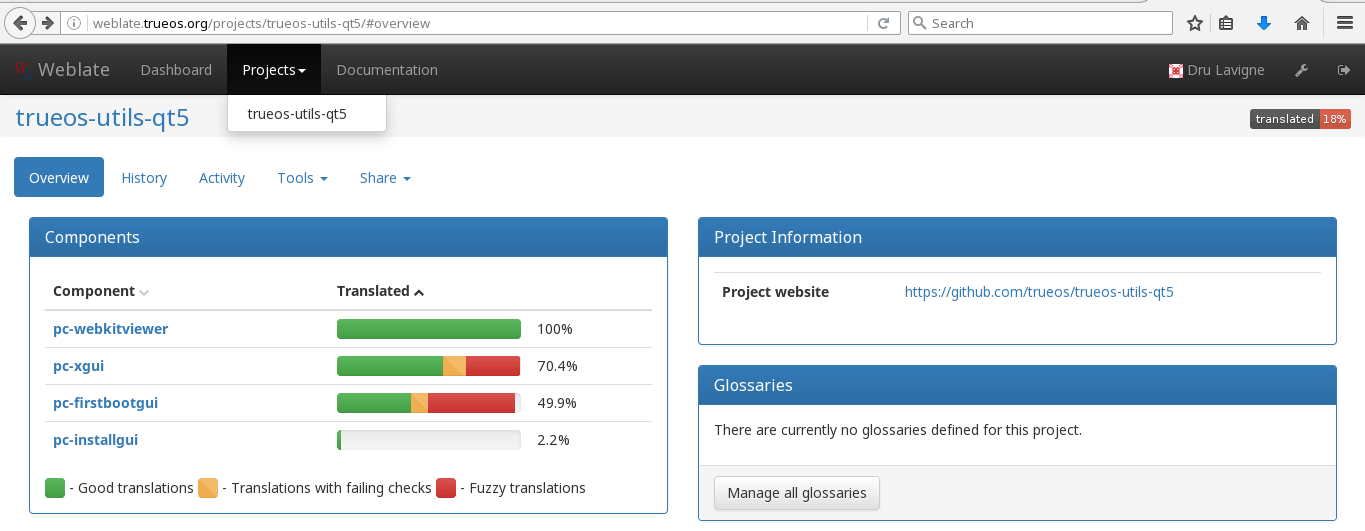 weblate.trueos.org/projects/trueos-utils-qt5/#overview
Search
Weblate
Dashboard
Projects
Documentation
Dru Lavigne
trueos-utils-qt5
trueos-utils-qt5
translated 18%
Overview
History
Activity
Tools
Share
Components
Component Translated
pc-webkitviewer 100%
pc-xgui 70.4%
pc-firstbootgui 49.9%
pc-installgui 2.2%
- Good translations - Translations with failing checks - Fuzzy translations
Project Information
Project website https://github.com/trueos/trueos-utils-qt5
Glossaries
There are currently no glossaries defined for this project.
Manage all glossaries